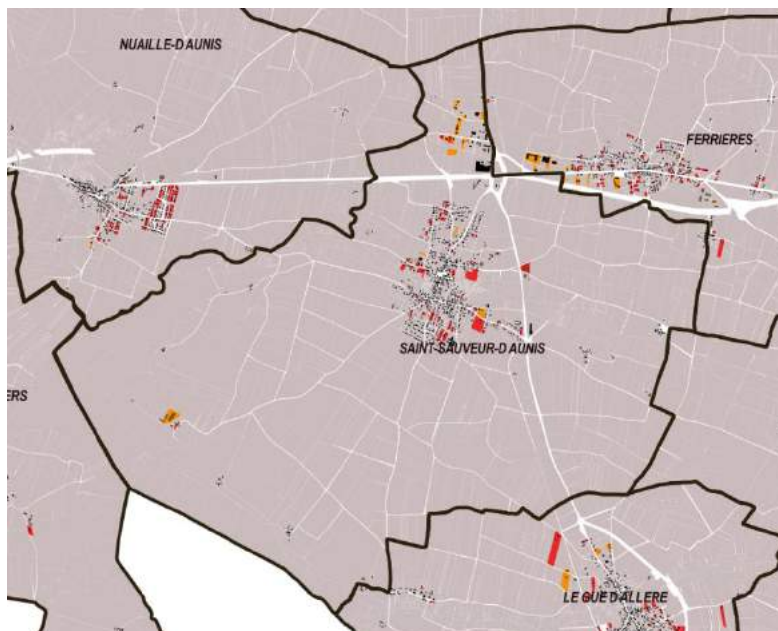 NUAILLE-D AUNIS
FERRIERES
SAINT-SAUVEUR-D AUNIS
ERS
LE GUE D ALLERE